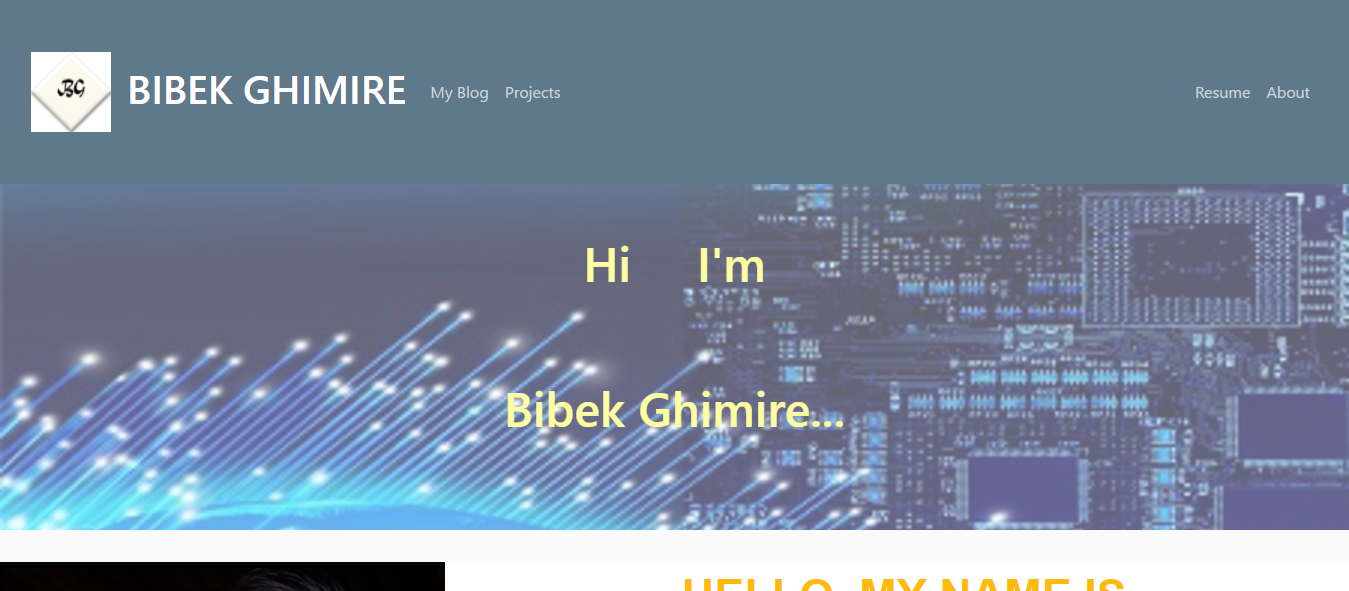 BG
BIBEK GHIMIRE My Blog Projects Resume About
Hi I'm
Bibek Ghimire...
HELLO, MY NAME IS